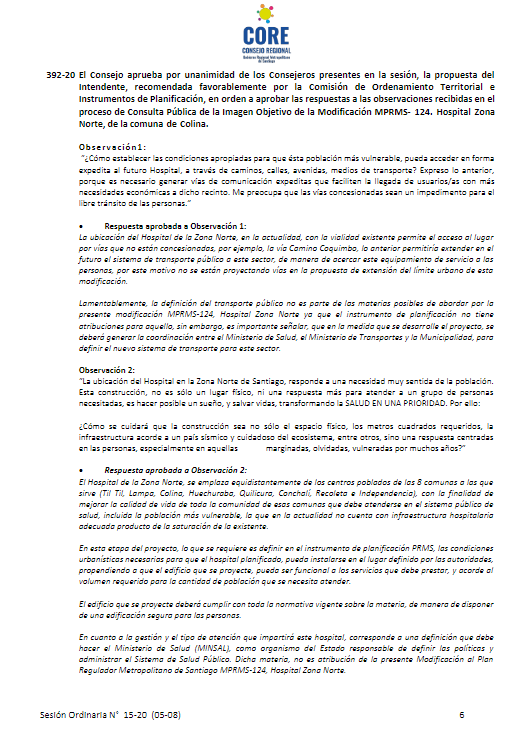 CORE
CONSEJO REGIONAL
Gobierno Regional Metropolitano
de Santiago
392-20 El Consejo aprueba por unanimidad de los Consejeros presentes en la sesión, la propuesta del
Intendente, recomendada favorablemente por la Comisión de Ordenamiento Territorial e
Instrumentos de Planificación, en orden a aprobar las respuestas a las observaciones recibidas en el
proceso de Consulta Pública de la Imagen Objetivo de la Modificación MPRMS- 124. Hospital Zona
Norte, de la comuna de Colina.
Observación1:
"¿Cómo establecer las condiciones apropiadas para que ésta población más vulnerable, pueda acceder en forma
expedita al futuro Hospital, a través de caminos, calles, avenidas, medios de transporte? Expreso lo anterior,
porque es necesario generar vías de comunicación expeditas que faciliten la llegada de usuarios/as con más
necesidades económicas a dicho recinto. Me preocupa que las vías concesionadas sean un impedimento para el
libre tránsito de las personas."
• Respuesta aprobada a Observación 1:
La ubicación del Hospital de la Zona Norte, en la actualidad, con la vialidad existente permite el acceso al lugar
por vías que no están concesionadas, por ejemplo, la vía Camino Coquimbo, lo anterior permitiría extender en el
futuro el sistema de transporte público a este sector, de manera de acercar este equipamiento de servicio a las
personas, por este motivo no se están proyectando vías en la propuesta de extensión del límite urbano de esta
modificación.
Lamentablemente, la definición del transporte público no es parte de las materias posibles de abordar por la
presente modificación MPRMS-124, Hospital Zona Norte ya que el instrumento de planificación no tiene
atribuciones para aquello, sin embargo, es importante señalar, que en la medida que se desarrolle el proyecto, se
deberá generar la coordinación entre el Ministerio de Salud, el Ministerio de Transportes y la Municipalidad, para
definir el nuevo sistema de transporte para este sector.
Observación 2:
"La ubicación del Hospital en la Zona Norte de Santiago, responde a una necesidad muy sentida de la población.
Esta construcción, no es sólo un lugar físico, ni una respuesta más para atender a un grupo de personas
necesitadas, es hacer posible un sueño, y salvar vidas, transformando la SALUD EN UNA PRIORIDAD. Por ello:
¿Cómo se cuidará que la construcción sea no sólo el espacio físico, los metros cuadrados requeridos, la
infraestructura acorde a un país sísmico y cuidadoso del ecosistema, entre otros, sino una respuesta centradas
en las personas, especialmente en aquellas marginadas, olvidadas, vulneradas por muchos años?"
• Respuesta aprobada a Observación 2:
El Hospital de la Zona Norte, se emplaza equidistantemente de los centros poblados de las 8 comunas a las que
sirve (Til Til, Lampa, Colina, Huechuraba, Quilicura, Conchalí, Recoleta e Independencia), con la finalidad de
mejorar la calidad de vida de toda la comunidad de esas comunas que debe atenderse en el sistema público de
salud, incluida la población más vulnerable, la que en la actualidad no cuenta con infraestructura hospitalaria
adecuada producto de la saturación de la existente.
En esta etapa del proyecto, lo que se requiere es definir en el instrumento de planificación PRMS, las condiciones
urbanísticas necesarias para que el hospital planificado, pueda instalarse en el lugar definido por las autoridades,
propendiendo a que el edificio que se proyecte, pueda ser funcional a los servicios que debe prestar, y acorde al
volumen requerido para la cantidad de población que se necesita atender.
El edificio que se proyecte deberá cumplir con toda la normativa vigente sobre la materia, de manera de disponer
de una edificación segura para las personas.
En cuanto a la gestión y el tipo de atención que impartirá este hospital, corresponde a una definición que debe
hacer el Ministerio de Salud (MINSAL), como organismo del Estado responsable de definir las políticas y
administrar el Sistema de Salud Público. Dicha materia, no es atribución de la presente Modificación al Plan
Regulador Metropolitano de Santiago MPRMS-124, Hospital Zona Norte.
Sesión Ordinaria N° 15-20 (05-08)
6